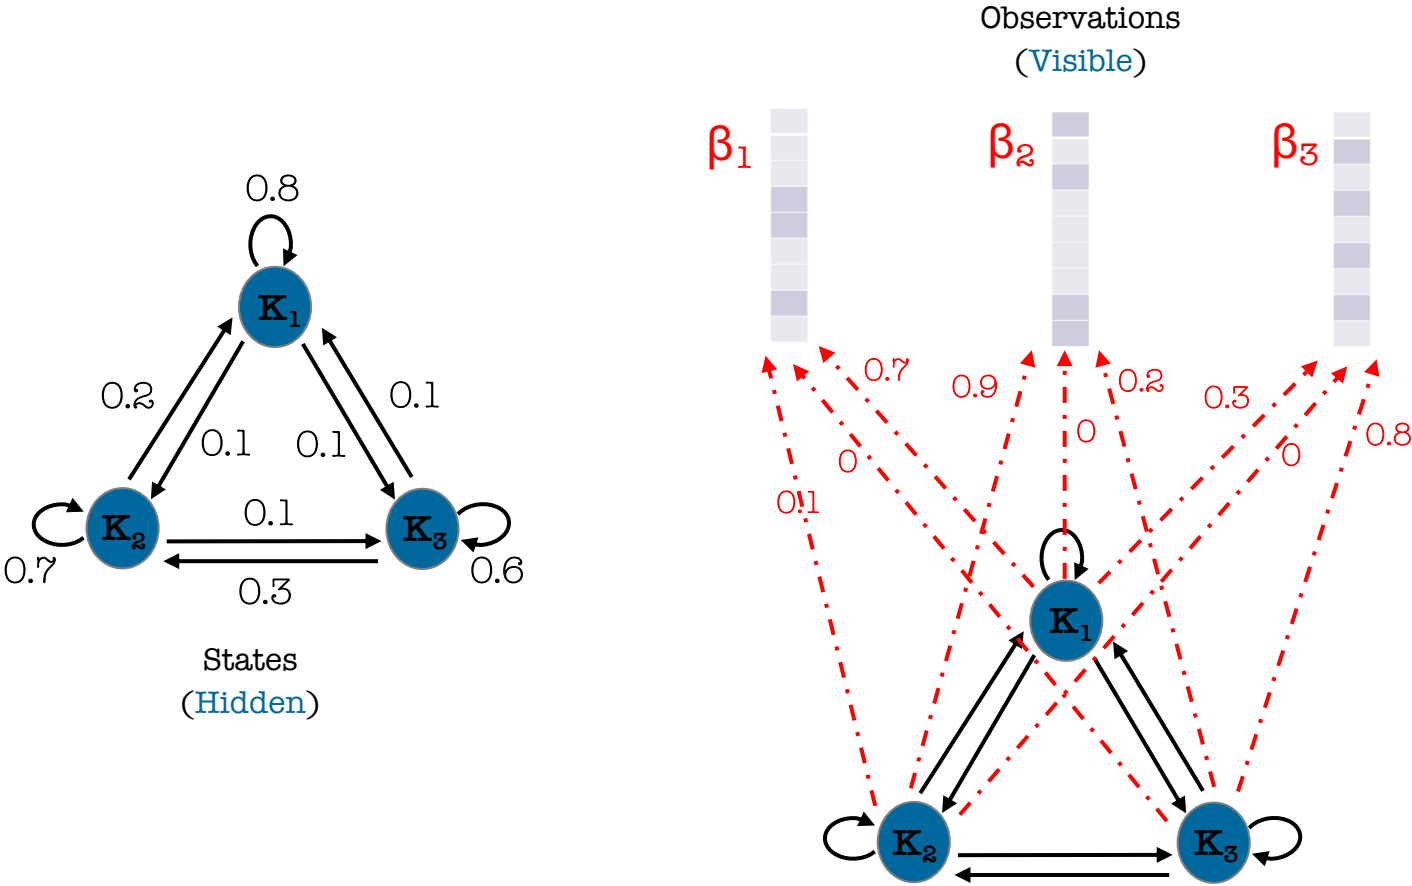 Observations
(Visible)
β1
β2
β3
0.8
K1
0.7
0.9
0.2
0.3
0.2
0.1
0.1
0.1
0
0
0.8
0
0.1
0.1
K2
K3
0.7
0.3
0.6
K1
States
(Hidden)
K2
K3